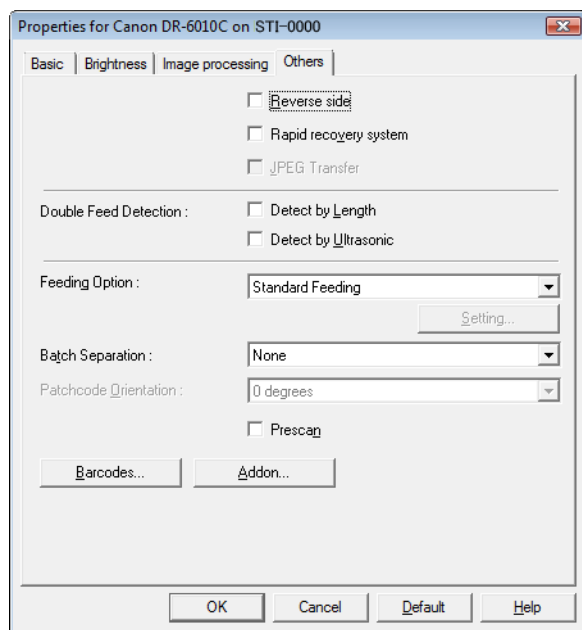 Properties for Canon DR-6010C on STI-0000
Basic Brightness Image processing Others
Reverse side
Rapid recovery system
JPEG Transfer
Double Feed Detection : Detect by Length
Detect by Ultrasonic
Feeding Option : Standard Feeding
Setting...
Batch Separation : None
Patchcode Orientation : 0 degrees
Prescan
Barcodes... Addon...
OK Cancel Default Help